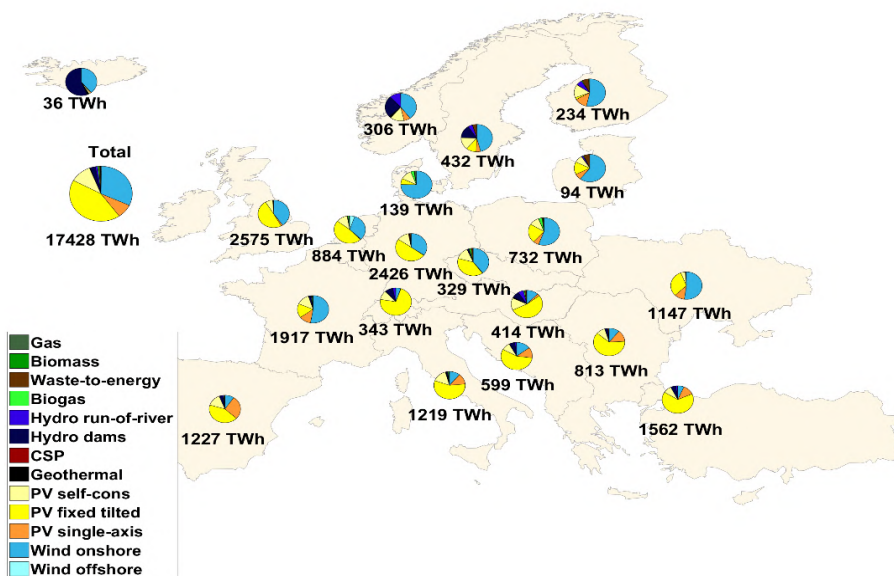 36 TWh
306 TWh
234 TWh
432 TWh
Total
94 TWh
139 TWh
17428 TWh
2575 TWh
884 TWh
732 TWh
2426 TWh
329 TWh
1147 TWh
1917 TWh
343 TWh
414 TWh
813 TWh
599 TWh
1219 TWh
1227 TWh
1562 TWh
Gas
Biomass
Waste-to-energy
Biogas
Hydro run-of-river
Hydro dams
CSP
Geothermal
PV self-cons
PV fixed tilted
PV single-axis
Wind onshore
Wind offshore